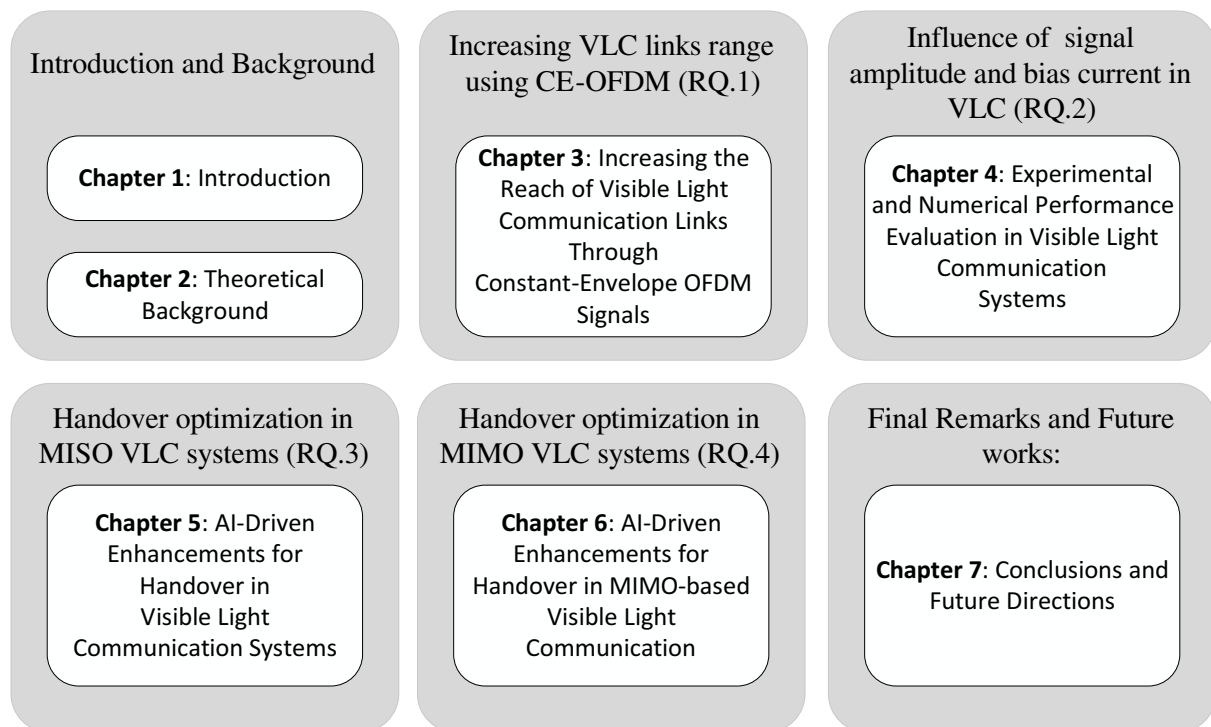 Introduction and Background
Chapter 1: Introduction
Chapter 2: Theoretical
Background
Increasing VLC links range
using CE-OFDM (RQ.1)
Chapter 3: Increasing the
Reach of Visible Light
Communication Links
Through
Constant-Envelope OFDM
Signals
Influence of signal
amplitude and bias current in
VLC (RQ.2)
Chapter 4: Experimental
and Numerical Performance
Evaluation in Visible Light
Communication
Systems
Handover optimization in
MISO VLC systems (RQ.3)
Chapter 5: AI-Driven
Enhancements for
Handover in
Visible Light
Communication Systems
Handover optimization in
MIMO VLC systems (RQ.4)
Chapter 6: AI-Driven
Enhancements for
Handover in MIMO-based
Visible Light
Communication
Final Remarks and Future
works:
Chapter 7: Conclusions and
Future Directions